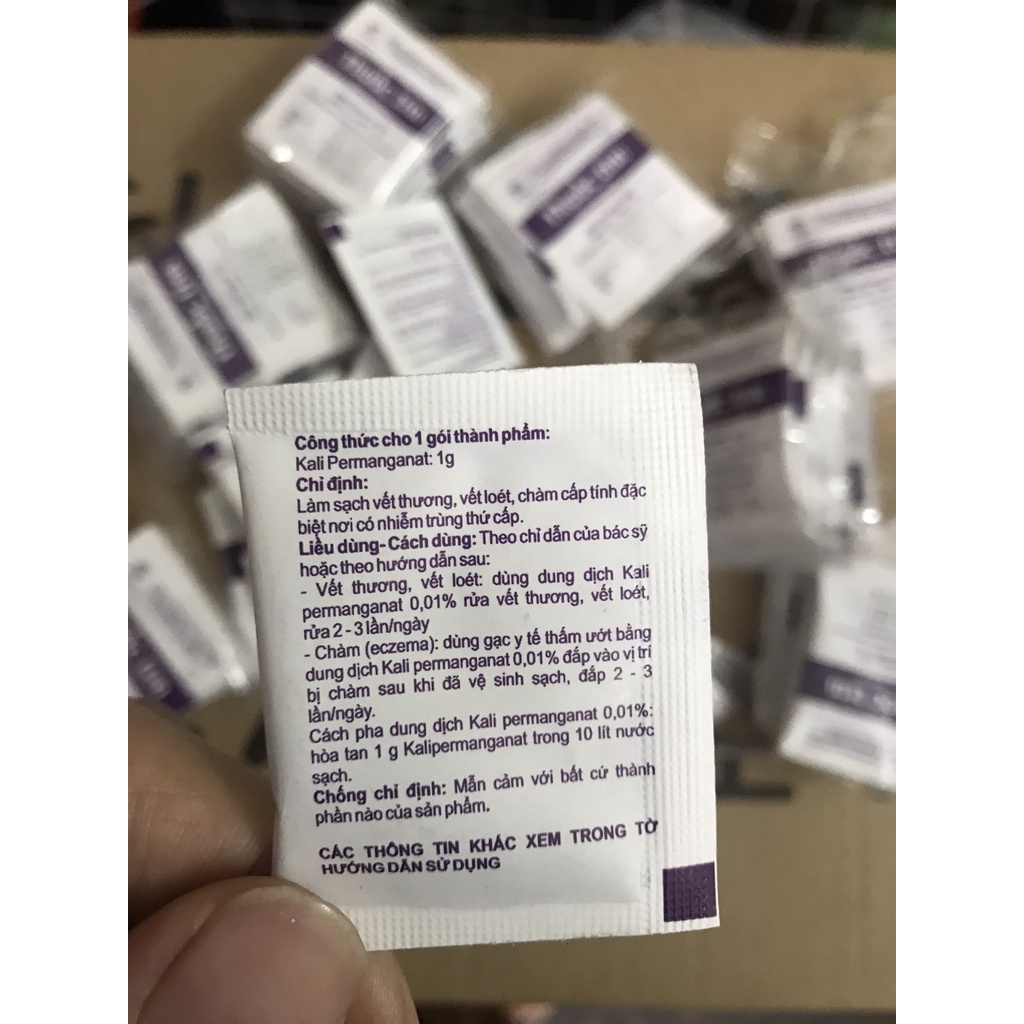 Công thức cho 1 gói thành phẩm:
Kali Permanganat: 1g
Chỉ định:
Làm sạch vết thương, vết loét, chàm cấp tính đặc
biệt nơi có nhiễm trùng thứ cấp.
Liều dùng- Cách dùng: Theo chỉ dẫn của bác sỹ
hoặc theo hướng dẫn sau:
- Vết thương, vết loét: dùng dung dịch Kali
permanganat 0,01% rửa vết thương, vết loét,
rửa 2 - 3 lần/ngày
- Chàm (eczema): dùng gạc y tế thấm ướt bằng
dung dịch Kali permanganat 0,01% đắp vào vị trí
bị chàm sau khi đã vệ sinh sạch, đắp 2 - 3
lần/ngày.
Cách pha dung dịch Kali permanganat 0,01%:
hòa tan 1 g Kalipermanganat trong 10 lít nước
sạch.
Chống chỉ định: Mẫn cảm với bất cứ thành
phần nào của sản phẩm.
CÁC THÔNG TIN KHÁC XEM TRONG TỜ
HƯỚNG DẪN SỬ DỤNG
THUỐC TÍM
THUỐC TÍM